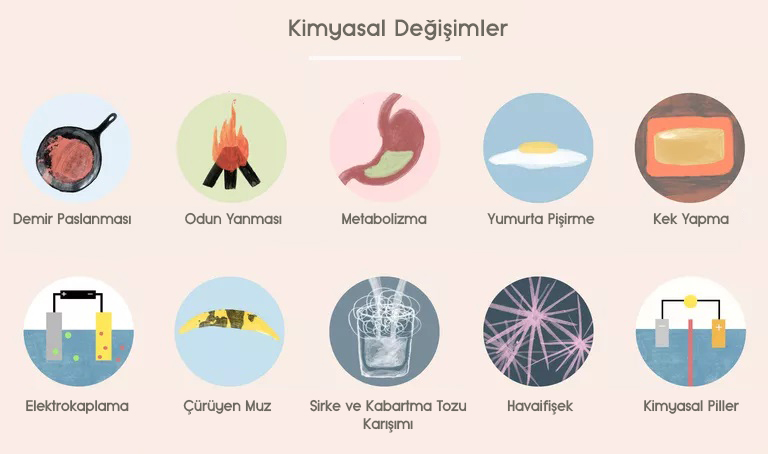 Kimyasal Değişimler
Demir Paslanması
Odun Yanması
Metabolizma
Yumurta Pişirme
Kek Yapma
Elektrokaplama
Çürüyen Muz
Sirke ve Kabartma Tozu
Karışımı
Havaifişek
Kimyasal Piller